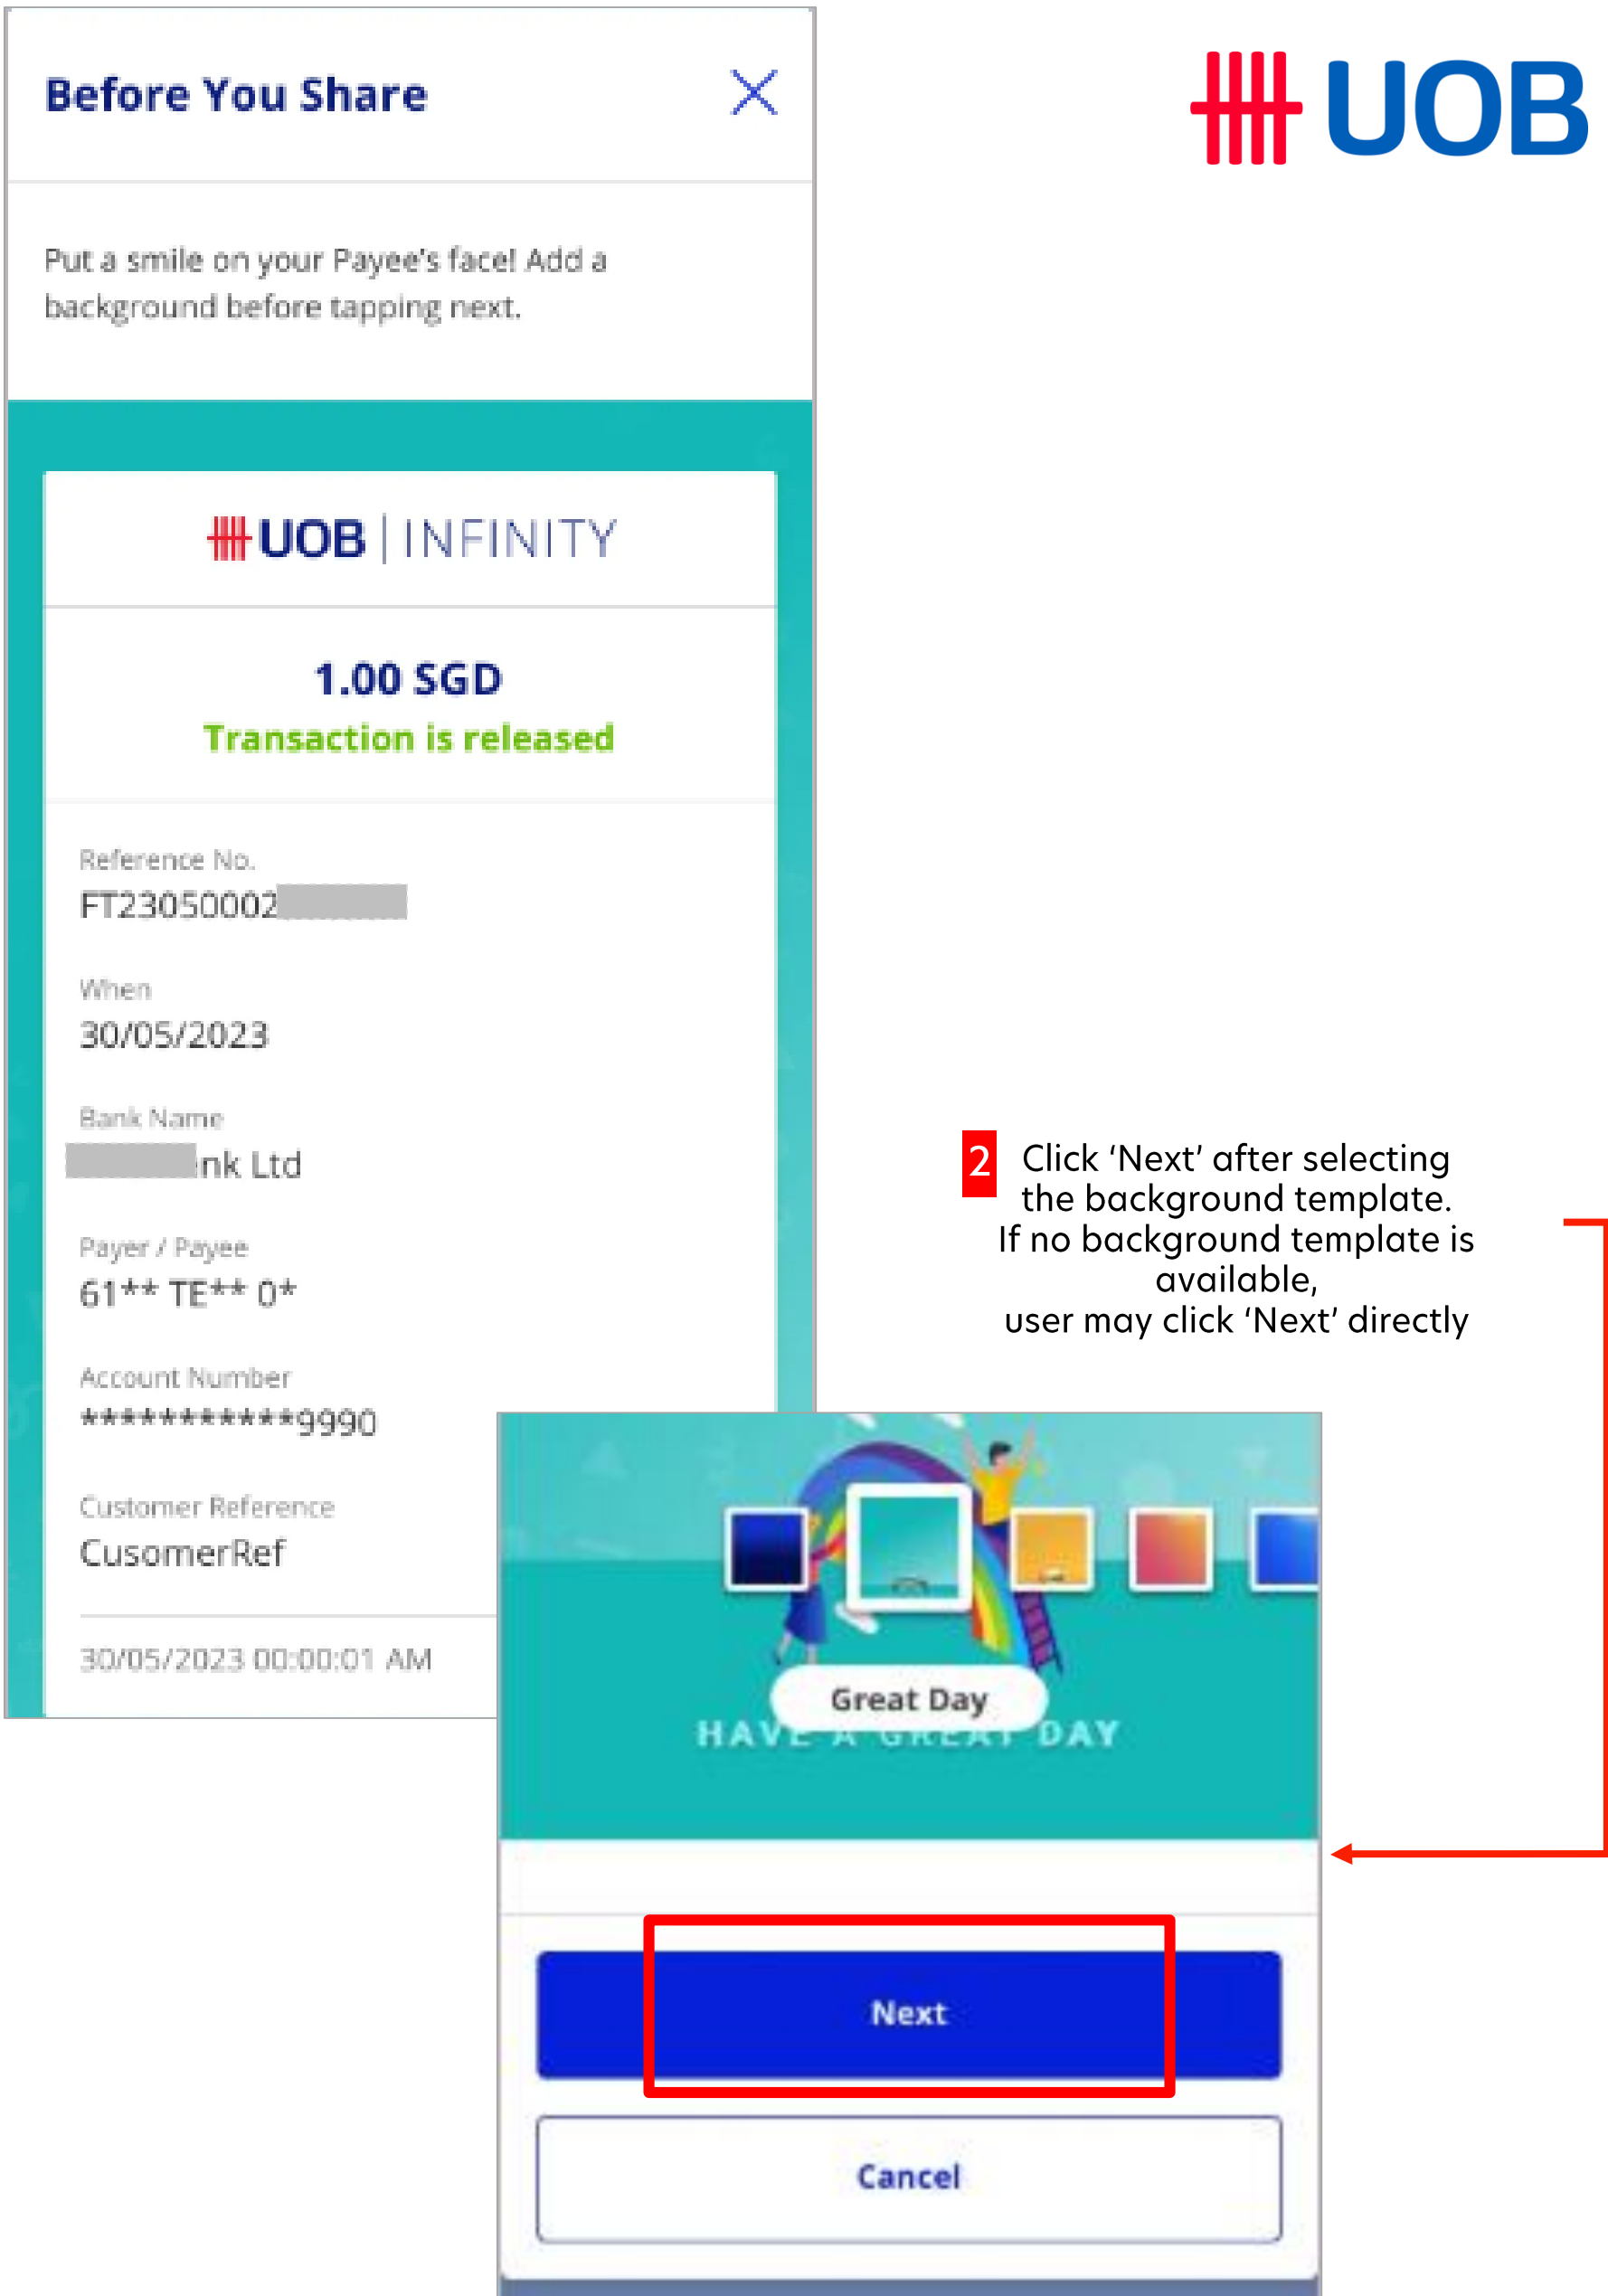 Before You Share
UOB
Put a smile on your Payee's face! Add a
background before tapping next.
UOB | INFINITY
1.00 SGD
Transaction is released
Reference No.
FT23050002
When
30/05/2023
Bank Name
nk Ltd
Payer / Payee
61** TE** 0*
Account Number
***********9990
Customer Reference
CusomerRef
30/05/2023 00:00:01 AM
2 Click ‘Next’ after selecting
the background template.
If no background template is
available,
user may click ‘Next’ directly
Great Day
HAVE A GREAT DAY
Next
Cancel